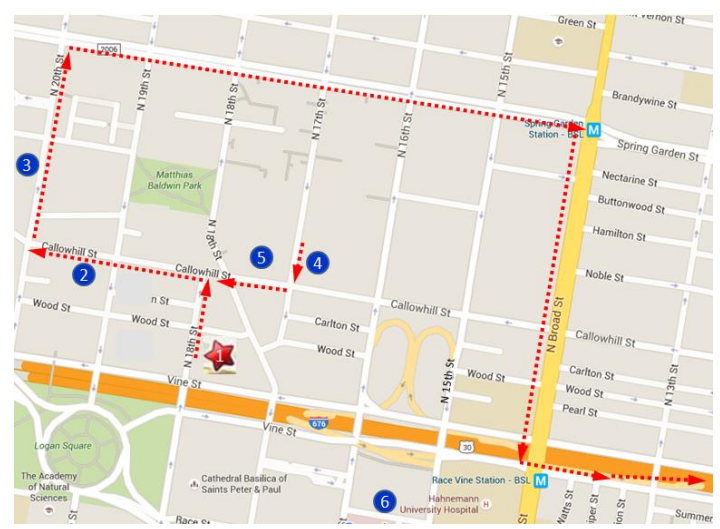 Green St
Vernon St
2006
N 20th St
N 19th St
N 18th St
N 17th St
N 16th St
N 15th St
Brandywine St
Spring Garden
Station - BSL
M
Spring Garden St
3
Matthias
Baldwin Park
Nectarine St
Buttonwood St
N 18th St
Hamilton St
Callowhill St
5
4
2
Callowhill St
Noble St
n St
Wood St
Wood St
Callowhill St
N Broad St
Carlton St
Callowhill St
N 18th St
1
Wood St
N 15th St
Wood St
Carlton St
Wood St
Pearl St
N 13th St
Vine St
676
Vine St
30
Logan Square
The Academy
of Natural
Sciences
Cathedral Basilica of
Saints Peter & Paul
Race Vine Station - BSL
M
6
Hahnemann
University Hospital
H
Watts St
Summer
Race St